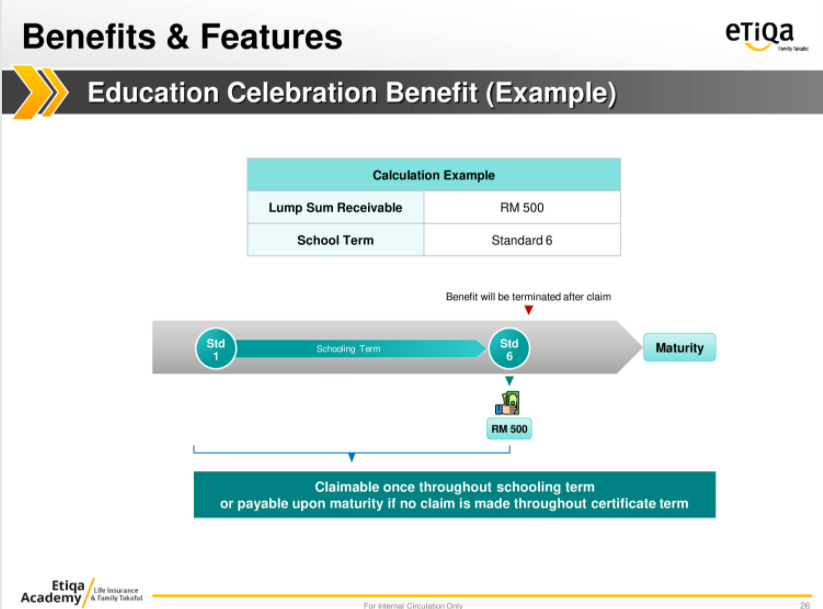 Benefits & Features
eTiQa
Family Takaful
Education Celebration Benefit (Example)
Calculation Example
Lump Sum Receivable RM 500
School Term Standard 6
Benefit will be terminated after claim
Std
1
Schooling Term
Std
6
Maturity
RM 500
Claimable once throughout schooling term
or payable upon maturity if no claim is made throughout certificate term
Etiqa
Academy
Life Insurance
& Family Takaful
For Internal Circulation Only
26